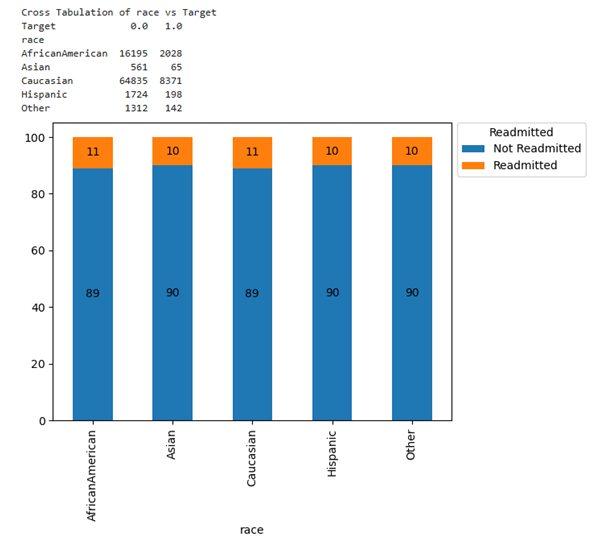 Cross Tabulation of race vs Target
Target 0.0 1.0
race
AfricanAmerican 16195 2028
Asian 561 65
Caucasian 64835 8371
Hispanic 1724 198
Other 1312 142
Readmitted
Not Readmitted
Readmitted
100
80
60
40
20
0
11 10 11 10 10
89 90 89 90 90
AfricanAmerican
Asian
Caucasian
Hispanic
Other
race